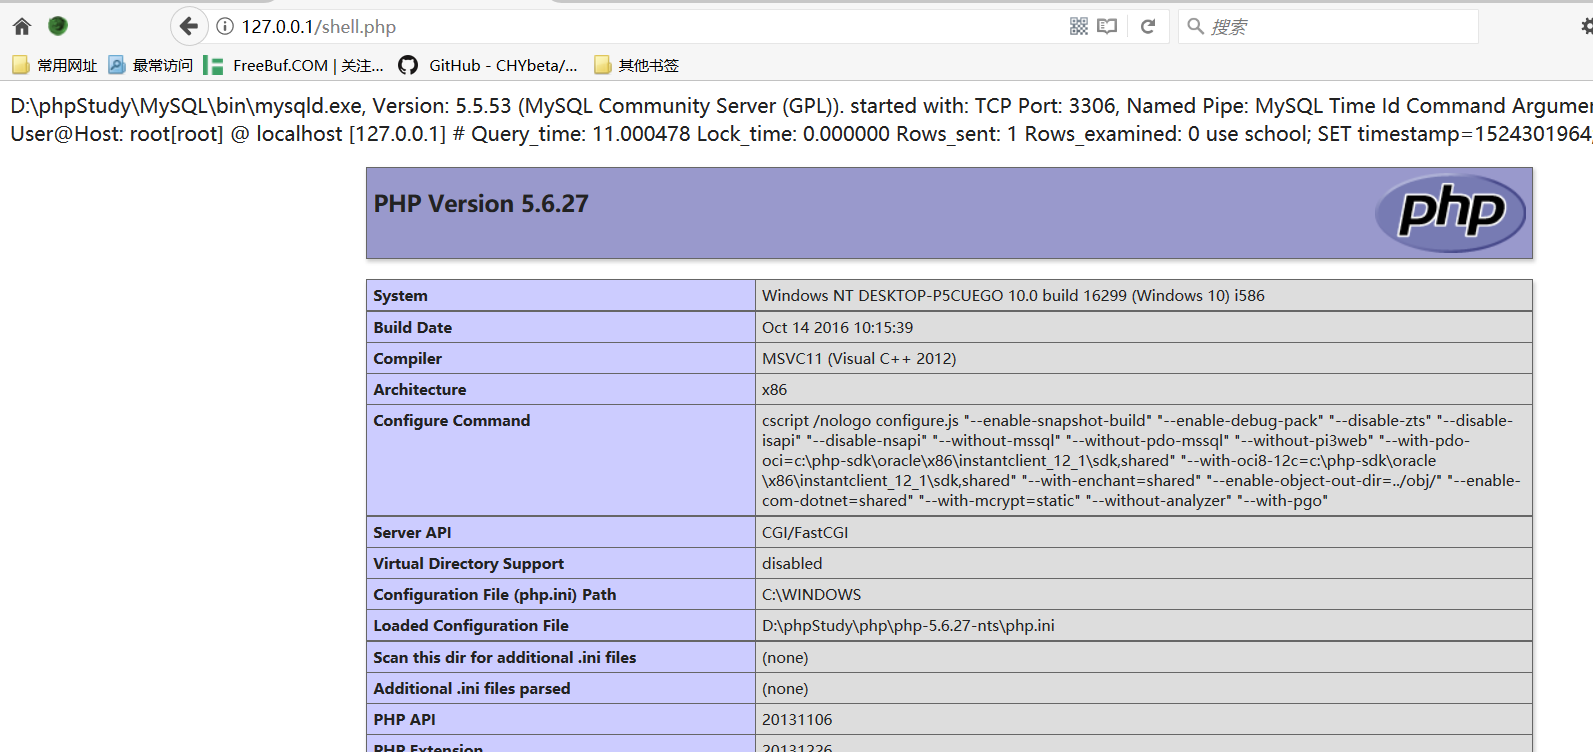 127.0.0.1/shell.php
搜索
常用网址 最常访问 FreeBuf.COM | 关注... GitHub - CHYbeta/... 其他书签
D:\phpStudy\MySQL\bin\mysqld.exe, Version: 5.5.53 (MySQL Community Server (GPL)). started with: TCP Port: 3306, Named Pipe: MySQL Time Id Command Argumen
User@Host: root[root] @ localhost [127.0.0.1] # Query_time: 11.000478 Lock_time: 0.000000 Rows_sent: 1 Rows_examined: 0 use school; SET timestamp=1524301964;
PHP Version 5.6.27
php
System Windows NT DESKTOP-P5CUEGO 10.0 build 16299 (Windows 10) i586
Build Date Oct 14 2016 10:15:39
Compiler MSVC11 (Visual C++ 2012)
Architecture x86
Configure Command cscript /nologo configure.js "--enable-snapshot-build" "--enable-debug-pack" "--disable-zts" "--disable-
isapi" "--disable-nsapi" "--without-mssql" "--without-pdo-mssql" "--without-pi3web" "--with-pdo-
oci=c:\php-sdk\oracle\x86\instantclient_12_1\sdk,shared" "--with-oci8-12c=c:\php-sdk\oracle
\x86\instantclient_12_1\sdk,shared" "--with-enchant=shared" "--enable-object-out-dir=../obj/" "--enable-
com-dotnet=shared" "--with-mcrypt=static" "--without-analyzer" "--with-pgo"
Server API CGI/FastCGI
Virtual Directory Support disabled
Configuration File (php.ini) Path C:\WINDOWS
Loaded Configuration File D:\phpStudy\php\php-5.6.27-nts\php.ini
Scan this dir for additional .ini files (none)
Additional .ini files parsed (none)
PHP API 20131106
PHP Extension 20131226